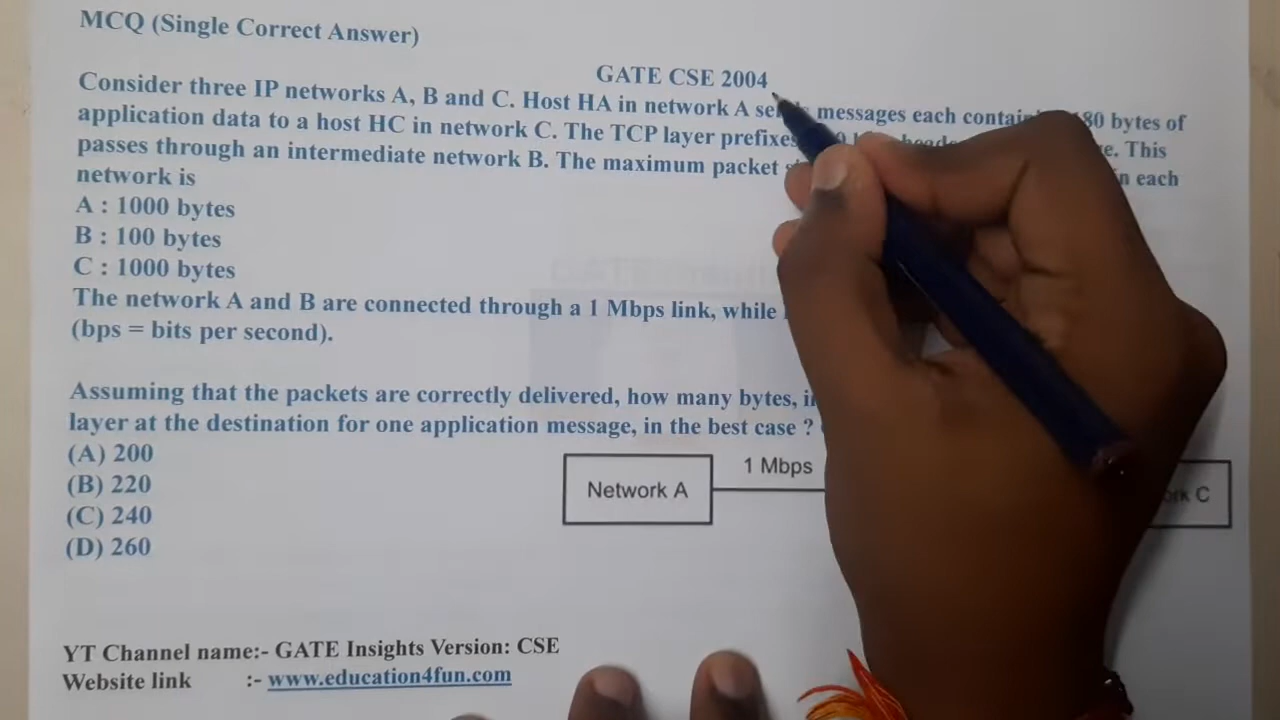 MCQ (Single Correct Answer)
GATE CSE 2004
Consider three IP networks A, B and C. Host HA in network A messages each 80 bytes of
application data to a host HC in network C. The TCP layer prefixes This
passes through an intermediate network B. The maximum packet each
network is
A : 1000 bytes
B : 100 bytes
C : 1000 bytes
The network A and B are connected through a 1 Mbps link, while
(bps = bits per second).
Assuming that the packets are correctly delivered, how many bytes,
layer at the destination for one application message, in the best case ?
(A) 200
(B) 220
(C) 240
(D) 260
Network A
1 Mbps
C
YT Channel name:- GATE Insights Version: CSE
Website link :- www.education4fun.com